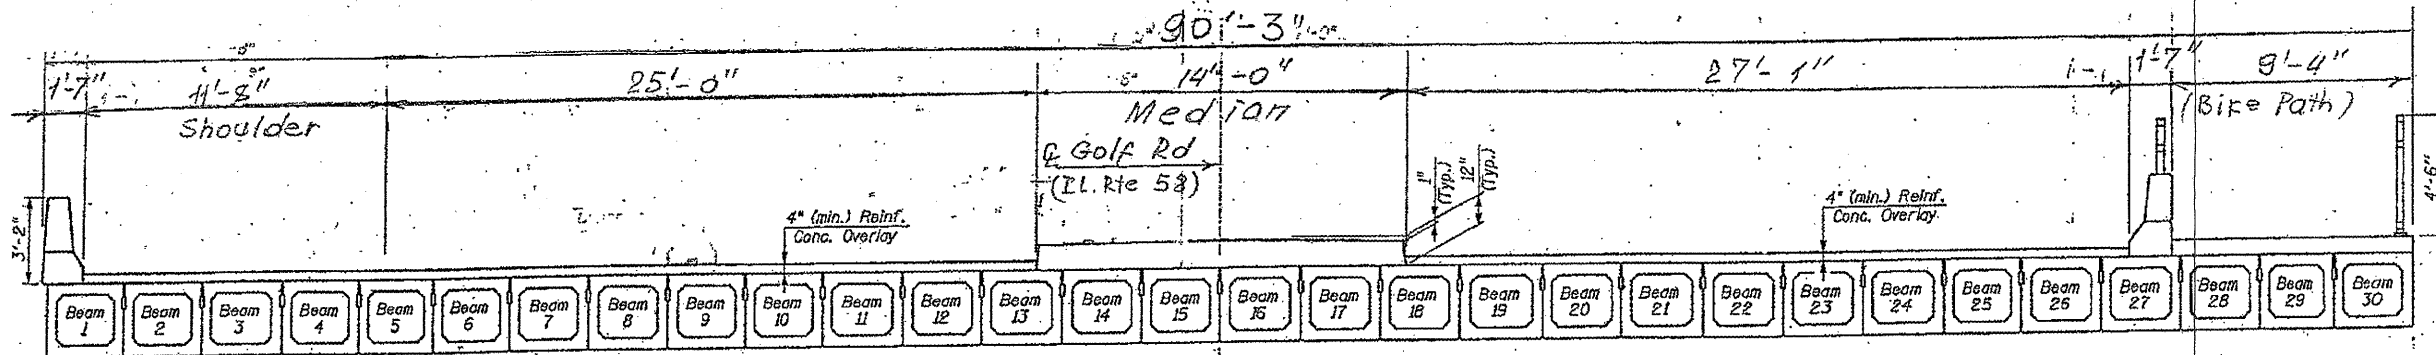 90'-3"
1'-7"
11'-8"
25'-0"
14'-0"
27'-1"
1'-7"
9'-4"
Shoulder
Median
(Bike Path)
℄ Golf Rd
(IL. Rte 58)
1"
(Typ.)
12"
(Typ.)
3'-2"
4" (min.) Reinf.
Conc. Overlay
4" (min.) Reinf.
Conc. Overlay
4'-6"
Beam
1
Beam
2
Beam
3
Beam
4
Beam
5
Beam
6
Beam
7
Beam
8
Beam
9
Beam
10
Beam
11
Beam
12
Beam
13
Beam
14
Beam
15
Beam
16
Beam
17
Beam
18
Beam
19
Beam
20
Beam
21
Beam
22
Beam
23
Beam
24
Beam
25
Beam
26
Beam
27
Beam
28
Beam
29
Beam
30